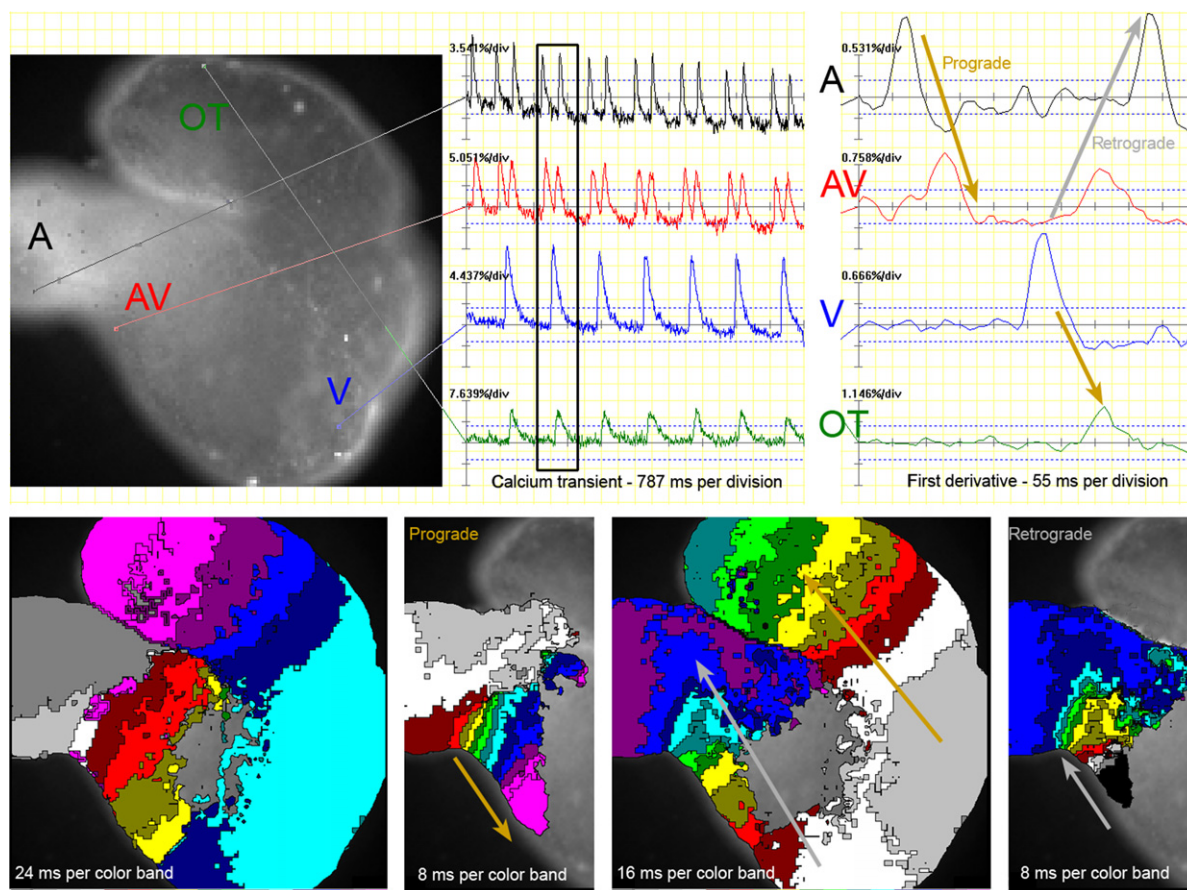 OT
A
AV
V
3.541%/div
5.051%/div
4.437%/div
7.639%/div
Calcium transient - 787 ms per division
A
0.531%/div
Prograde
Retrograde
AV
0.758%/div
V
0.666%/div
OT
1.146%/div
First derivative - 55 ms per division
24 ms per color band
Prograde
8 ms per color band
16 ms per color band
Retrograde
8 ms per color band